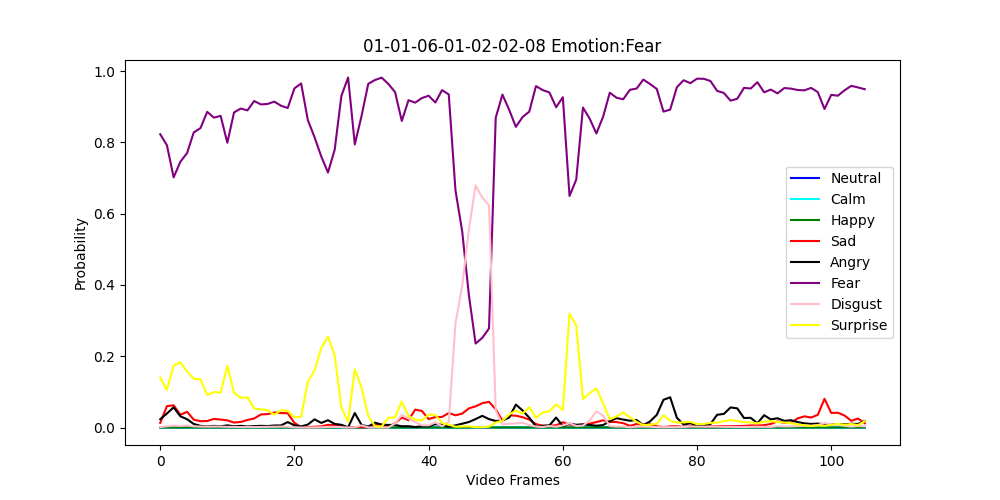 01-01-06-01-02-02-08 Emotion:Fear
Probability
1.0
0.8
0.6
0.4
0.2
0.0
0
20
40
60
80
100
Video Frames
Neutral
Calm
Happy
Sad
Angry
Fear
Disgust
Surprise